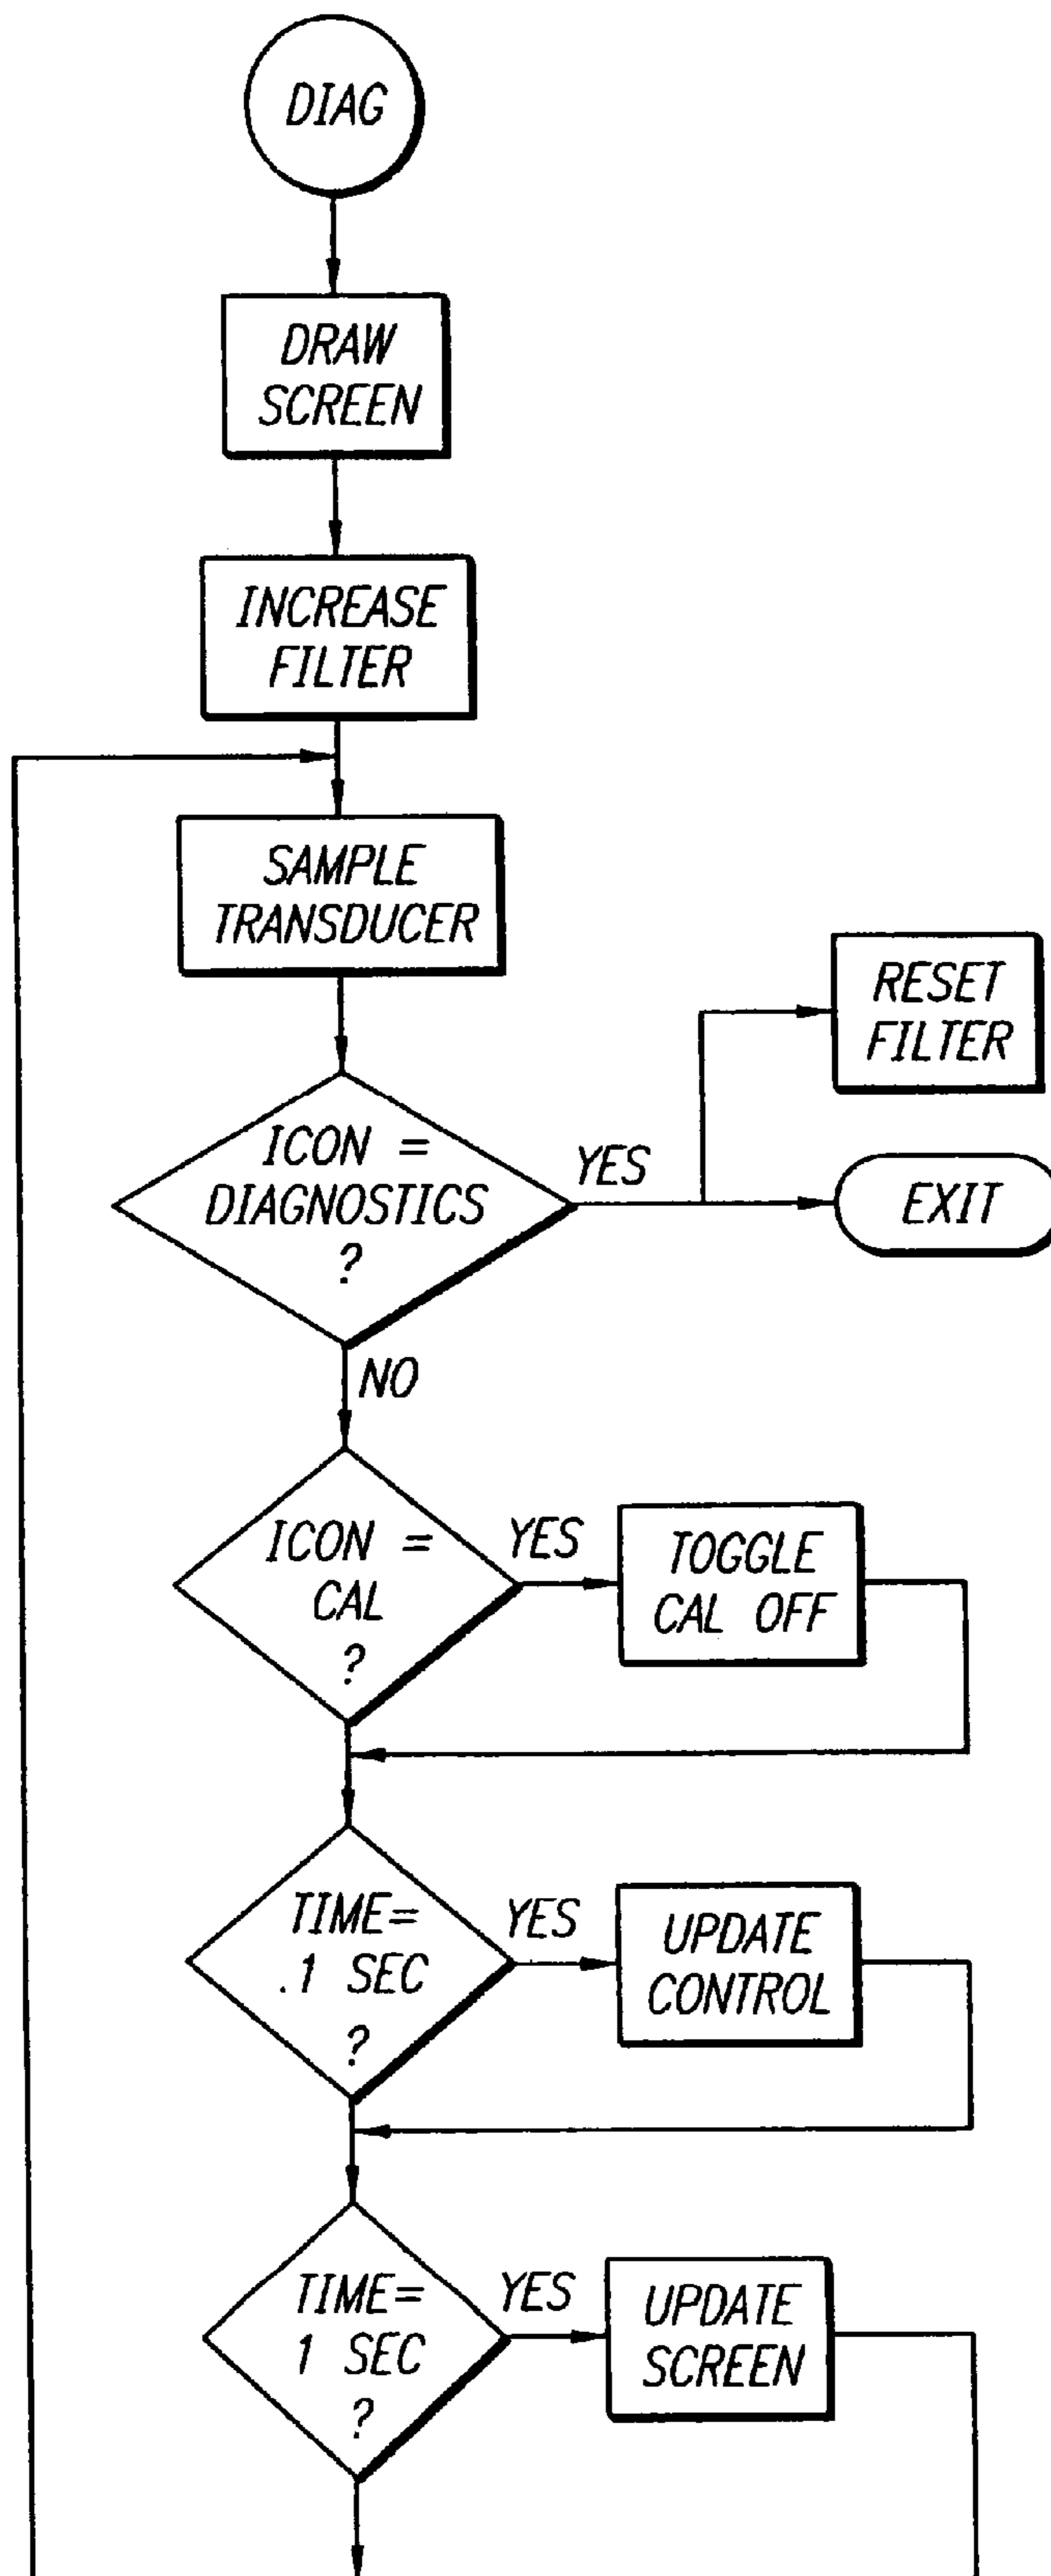 DIAG
DRAW
SCREEN
INCREASE
FILTER
SAMPLE
TRANSDUCER
RESET
FILTER
ICON =
DIAGNOSTICS
?
YES
EXIT
NO
ICON =
CAL
?
YES
TOGGLE
CAL OFF
TIME=
.1 SEC
?
YES
UPDATE
CONTROL
TIME=
1 SEC
?
YES
UPDATE
SCREEN